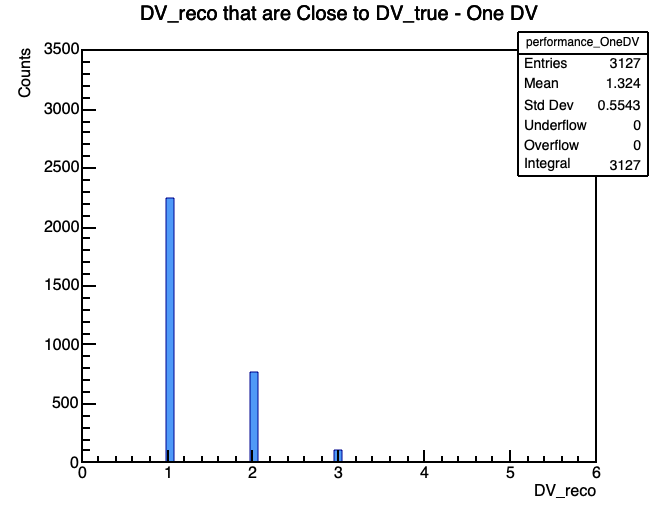 DV_reco that are Close to DV_true - One DV
performance_OneDV
Entries 3127
Mean 1.324
Std Dev 0.5543
Underflow 0
Overflow 0
Integral 3127
Counts
3500
3000
2500
2000
1500
1000
500
0
0 1 2 3 4 5 6
DV_reco